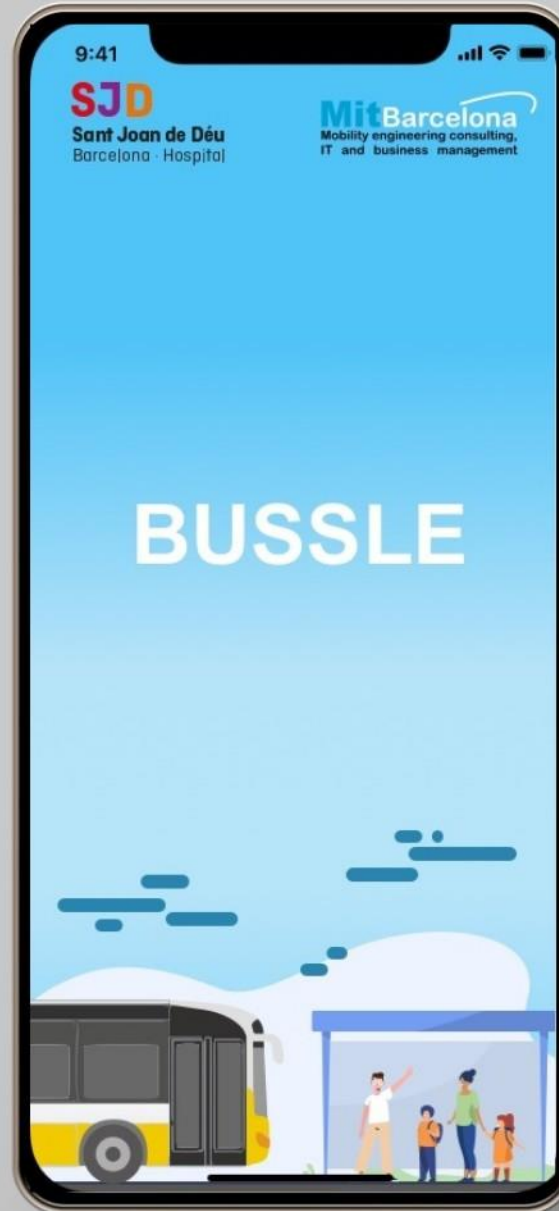 9:41
SJD
Sant Joan de Déu
Barcelona · Hospital
MitBarcelona
Mobility engineering consulting,
IT and business management
BUSSLE